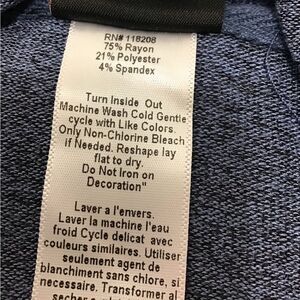 RN# 118208
75% Rayon
21% Polyester
4% Spandex
Turn Inside Out
Machine Wash Cold Gentle
cycle with Like Colors.
Only Non-Chlorine Bleach
if Needed. Reshape lay
flat to dry.
Do Not Iron on
Decoration"
Laver a l'envers.
Laver la machine l'eau
froid Cycle delicat avec
couleurs similaires. Utiliser
seulement agent de
blanchiment sans chlore, si
necessaire. Transformer al